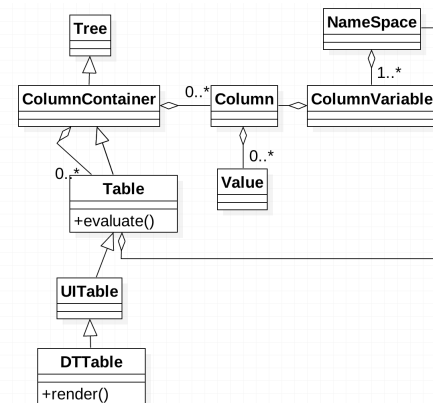 NameSpace
Tree
1..*
ColumnContainer
0..*
Column
ColumnVariable
0..*
0..*
Value
Table
+evaluate()
UITable
DTTable
+render()